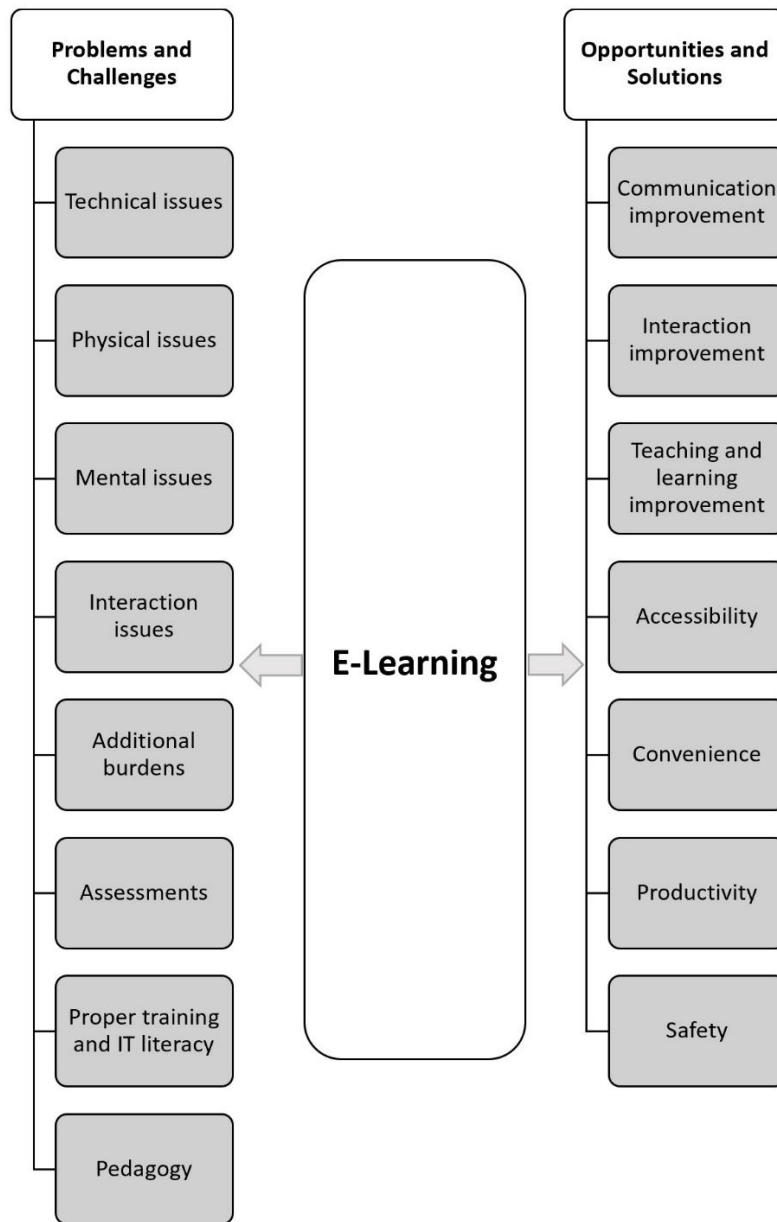 Problems and
Challenges
Technical issues
Physical issues
Mental issues
Interaction
issues
Additional
burdens
Assessments
Proper training
and IT literacy
Pedagogy
E-Learning
Opportunities and
Solutions
Communication
improvement
Interaction
improvement
Teaching and
learning
improvement
Accessibility
Convenience
Productivity
Safety